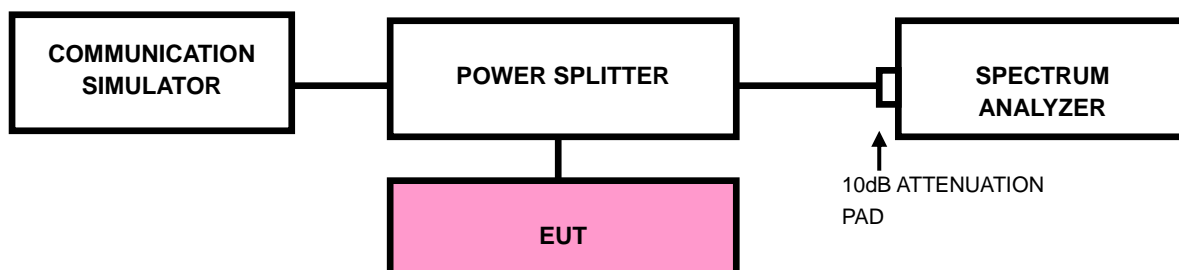 COMMUNICATION
SIMULATOR
POWER SPLITTER
SPECTRUM
ANALYZER
10dB ATTENUATION
PAD
EUT